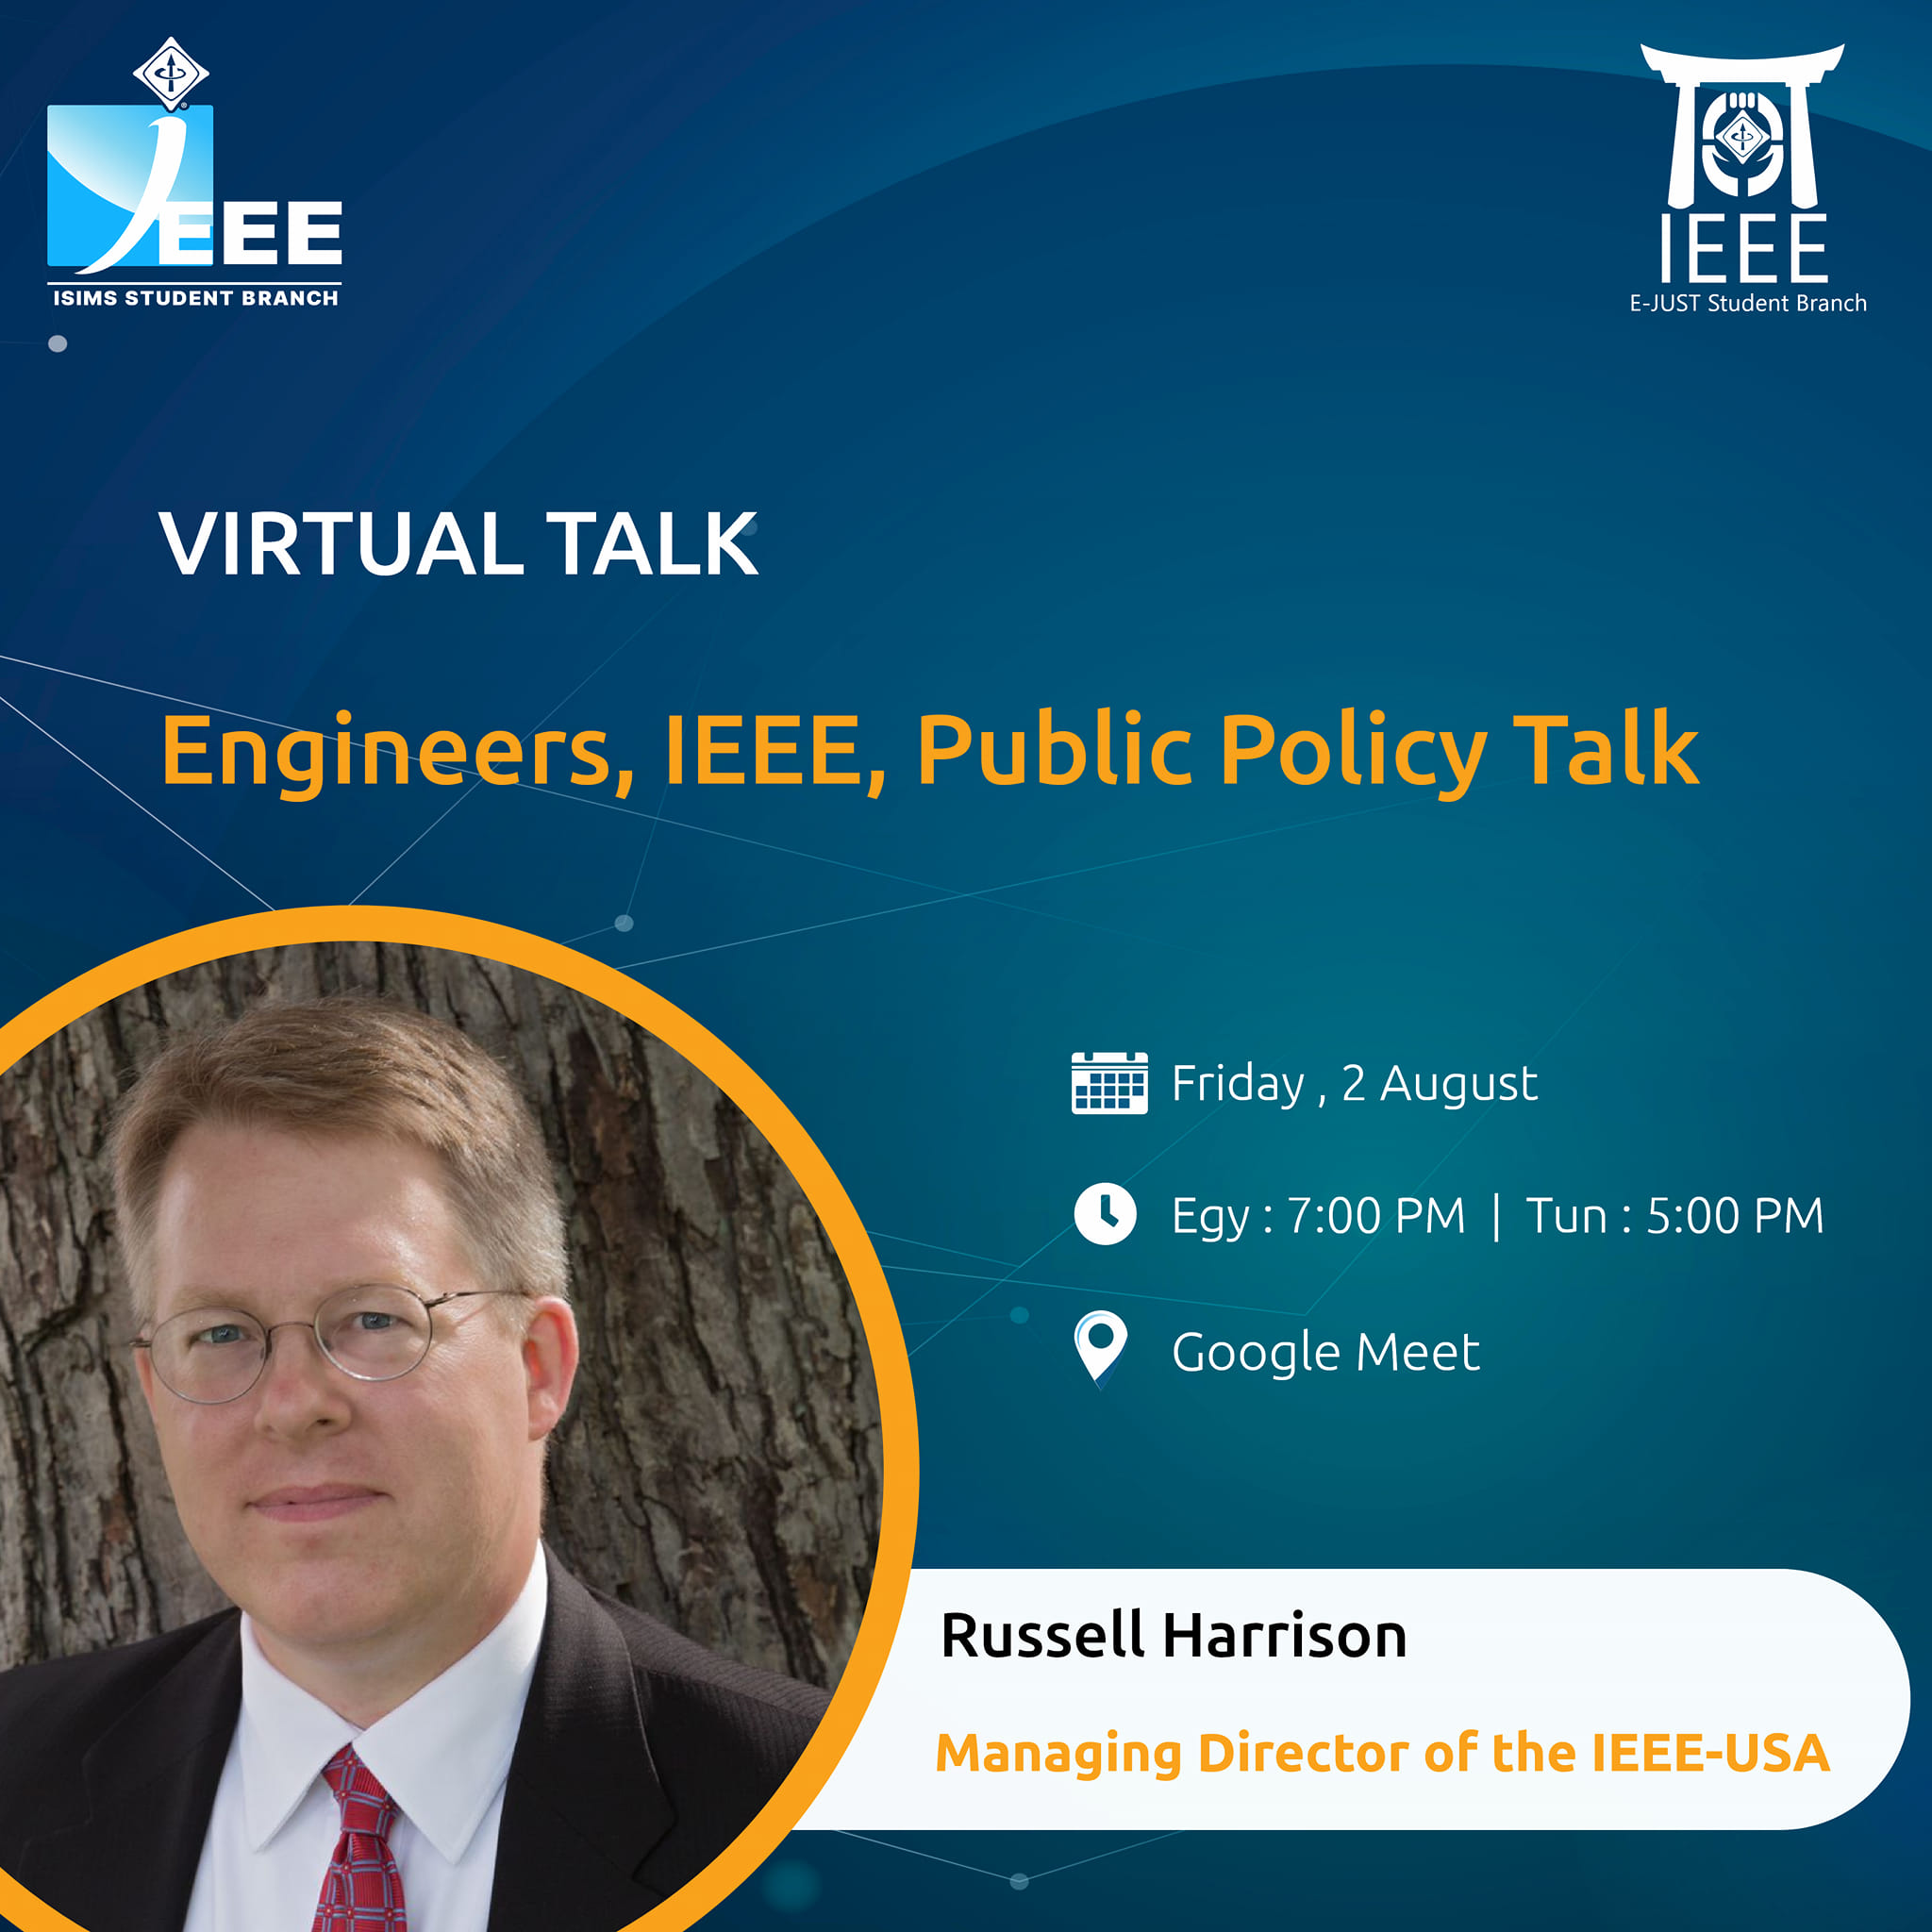 IEEE
ISIMS STUDENT BRANCH
IEEE
E-JUST Student Branch
VIRTUAL TALK
Engineers, IEEE, Public Policy Talk
Friday , 2 August
Egy : 7:00 PM | Tun : 5:00 PM
Google Meet
Russell Harrison
Managing Director of the IEEE-USA